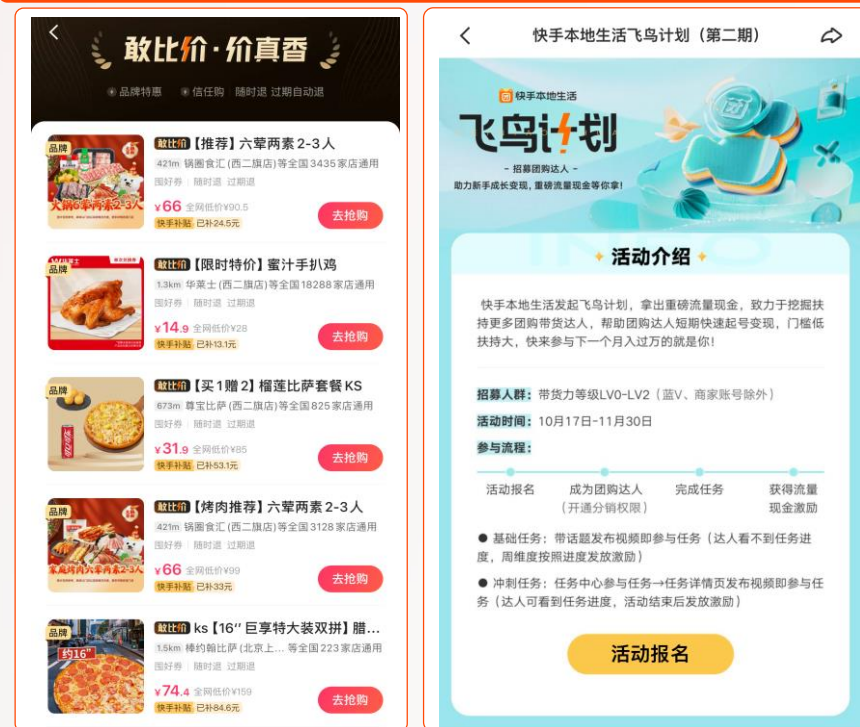 敢比价·价真香
品牌特惠 信任购 随时退 过期自动退
品牌
火锅6荤两素2-3人
敢比价【推荐】六荤两素2-3人
421m 锅圈食汇(西二旗店)等全国3435家店通用
囤好券 随时退 过期退
¥66 全网低价¥90.5
快手补贴 已补24.5元
去抢购
品牌
敢比价【限时特价】蜜汁手扒鸡
1.3km 华莱士(西二旗店)等全国18288家店通用
囤好券 随时退 过期退
¥14.9 全网低价¥28
快手补贴 已补13.1元
去抢购
品牌
敢比价【买1赠2】榴莲比萨套餐KS
673m 尊宝比萨(西二旗店)等全国825家店通用
囤好券 随时退 过期退
¥31.9 全网低价¥85
快手补贴 已补53.1元
去抢购
品牌
家庭烤肉六荤两素2-3人
敢比价【烤肉推荐】六荤两素2-3人
421m 锅圈食汇(西二旗店)等全国3128家店通用
囤好券 随时退 过期退
¥66 全网低价¥99
快手补贴 已补33元
去抢购
品牌
约16"
敢比价 ks【16'' 巨享特大装双拼】腊...
1.5km 棒约翰比萨(北京上... 等全国223家店通用
囤好券 随时退 过期退
¥74.4 全网低价¥159
快手补贴 已补84.6元
去抢购
快手本地生活飞鸟计划（第二期）
快手本地生活
飞鸟计划
- 招募团购达人 -
助力新手成长变现,重磅流量现金等你拿!
活动介绍
快手本地生活发起飞鸟计划，拿出重磅流量现金，致力于挖掘扶
持更多团购带货达人，帮助团购达人短期快速起号变现，门槛低
扶持大，快来参与下一个月入过万的就是你!
招募人群：带货力等级LV0-LV2（蓝V、商家账号除外）
活动时间：10月17日-11月30日
参与流程：
活动报名 成为团购达人 完成任务 获得流量
（开通分销权限） 现金激励
● 基础任务：带话题发布视频即参与任务（达人看不到任务进
度，周维度按照进度发放激励）
● 冲刺任务：任务中心参与任务→任务详情页发布视频即参与任
务（达人可看到任务进度，活动结束后发放激励）
活动报名